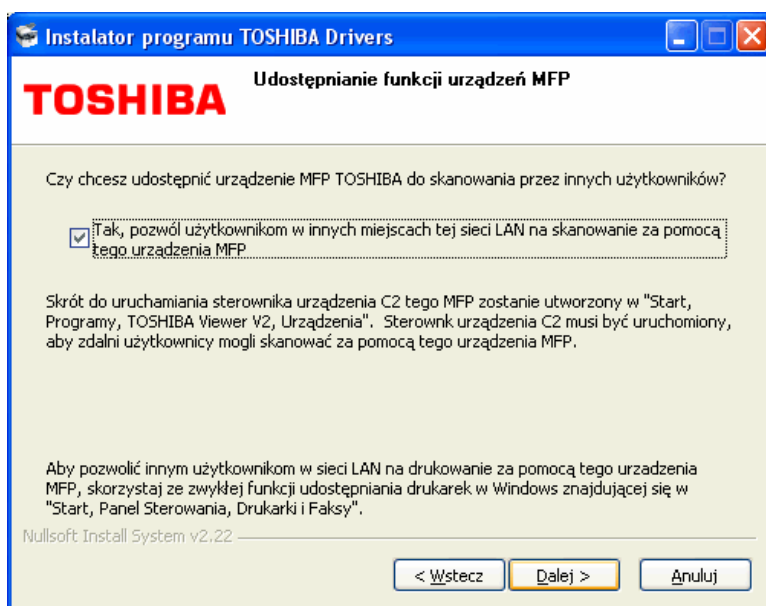 Instalator programu TOSHIBA Drivers
TOSHIBA
Udostępnianie funkcji urządzeń MFP
Czy chcesz udostępnić urządzenie MFP TOSHIBA do skanowania przez innych użytkowników?
Tak, pozwól użytkownikom w innych miejscach tej sieci LAN na skanowanie za pomocą
tego urządzenia MFP
Skrót do uruchamiania sterownika urządzenia C2 tego MFP zostanie utworzony w "Start,
Programy, TOSHIBA Viewer V2, Urządzenia". Sterownk urządzenia C2 musi być uruchomiony,
aby zdalni użytkownicy mogli skanować za pomocą tego urządzenia MFP.
Aby pozwolić innym użytkownikom w sieci LAN na drukowanie za pomocą tego urzadzenia
MFP, skorzystaj ze zwykłej funkcji udostępniania drukarek w Windows znajdującej się w
"Start, Panel Sterowania, Drukarki i Faksy".
Nullsoft Install System v2.22
< Wstecz Dalej > Anuluj